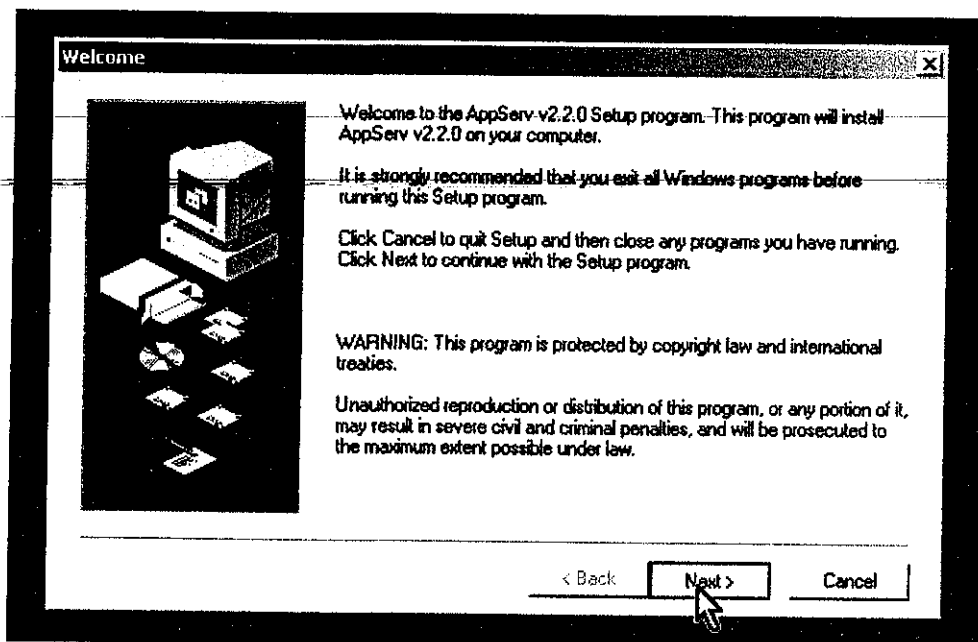 Welcome
Welcome to the AppServ v2.2.0 Setup program. This program will install
AppServ v2.2.0 on your computer.
It is strongly recommended that you exit all Windows programs before
running this Setup program.
Click Cancel to quit Setup and then close any programs you have running.
Click Next to continue with the Setup program.
WARNING: This program is protected by copyright law and international
treaties.
Unauthorized reproduction or distribution of this program, or any portion of it,
may result in severe civil and criminal penalties, and will be prosecuted to
the maximum extent possible under law.
< Back Next > Cancel